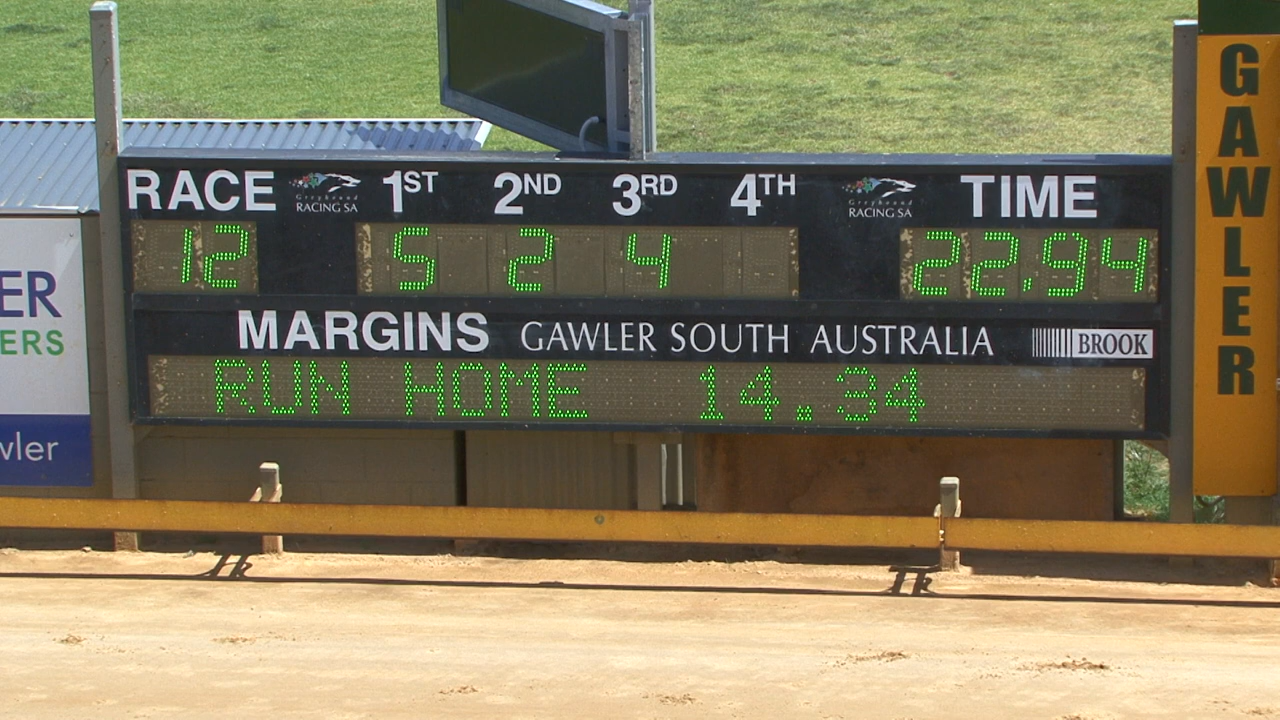 RACE Greyhound RACING SA 1ST 2ND 3RD 4TH Greyhound RACING SA TIME
12 5 2 4 22.94
MARGINS GAWLER SOUTH AUSTRALIA BROOK
RUN HOME 14.34
GAWLER
ER
ERS
wler